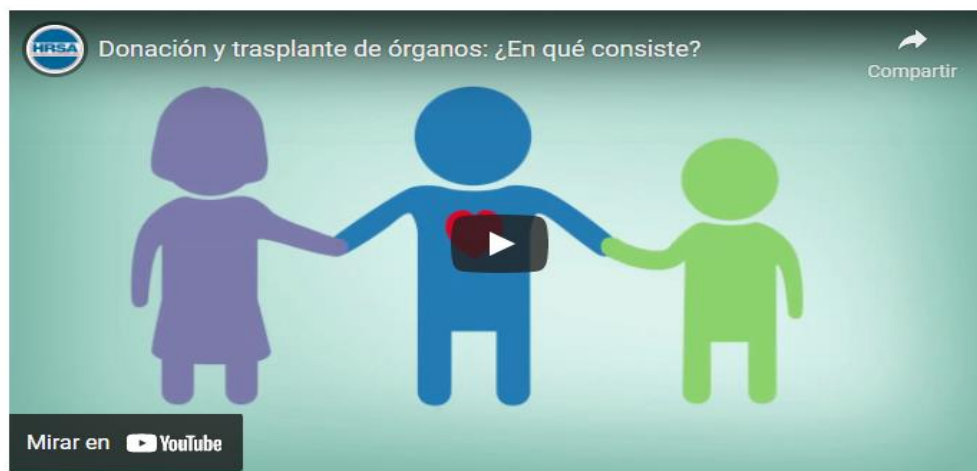 HRSA
Donación y trasplante de órganos: ¿En qué consiste?
Compartir
Mirar en YouTube